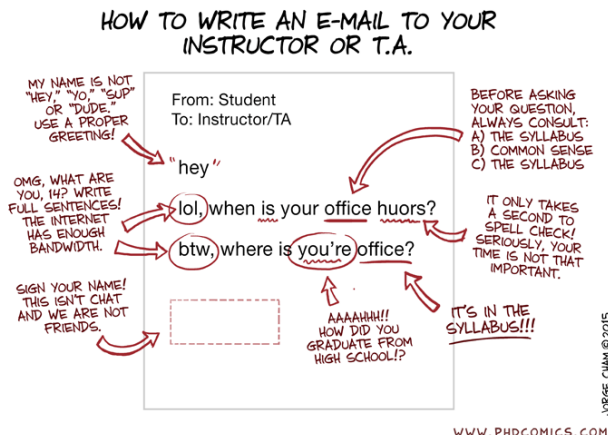 HOW TO WRITE AN E-MAIL TO YOUR
INSTRUCTOR OR T.A.
MY NAME IS NOT
"HEY," "YO," "SUP"
OR "DUDE."
USE A PROPER
GREETING!
From: Student
To: Instructor/TA
BEFORE ASKING
YOUR QUESTION,
ALWAYS CONSULT:
A) THE SYLLABUS
B) COMMON SENSE
C) THE SYLLABUS
"hey"
OMG, WHAT ARE
YOU, 14? WRITE
FULL SENTENCES!
THE INTERNET
HAS ENOUGH
BANDWIDTH.
lol, when is your office huors?
btw, where is you're office?
IT ONLY TAKES
A SECOND TO
SPELL CHECK!
SERIOUSLY, YOUR
TIME IS NOT THAT
IMPORTANT.
SIGN YOUR NAME!
THIS ISN'T CHAT
AND WE ARE NOT
FRIENDS.
AAAAHHH!!
HOW DID YOU
GRADUATE FROM
HIGH SCHOOL!?
IT'S IN THE
SYLLABUS!!!
JORGE CHAM © 2015
WWW.PHDCOMICS.COM